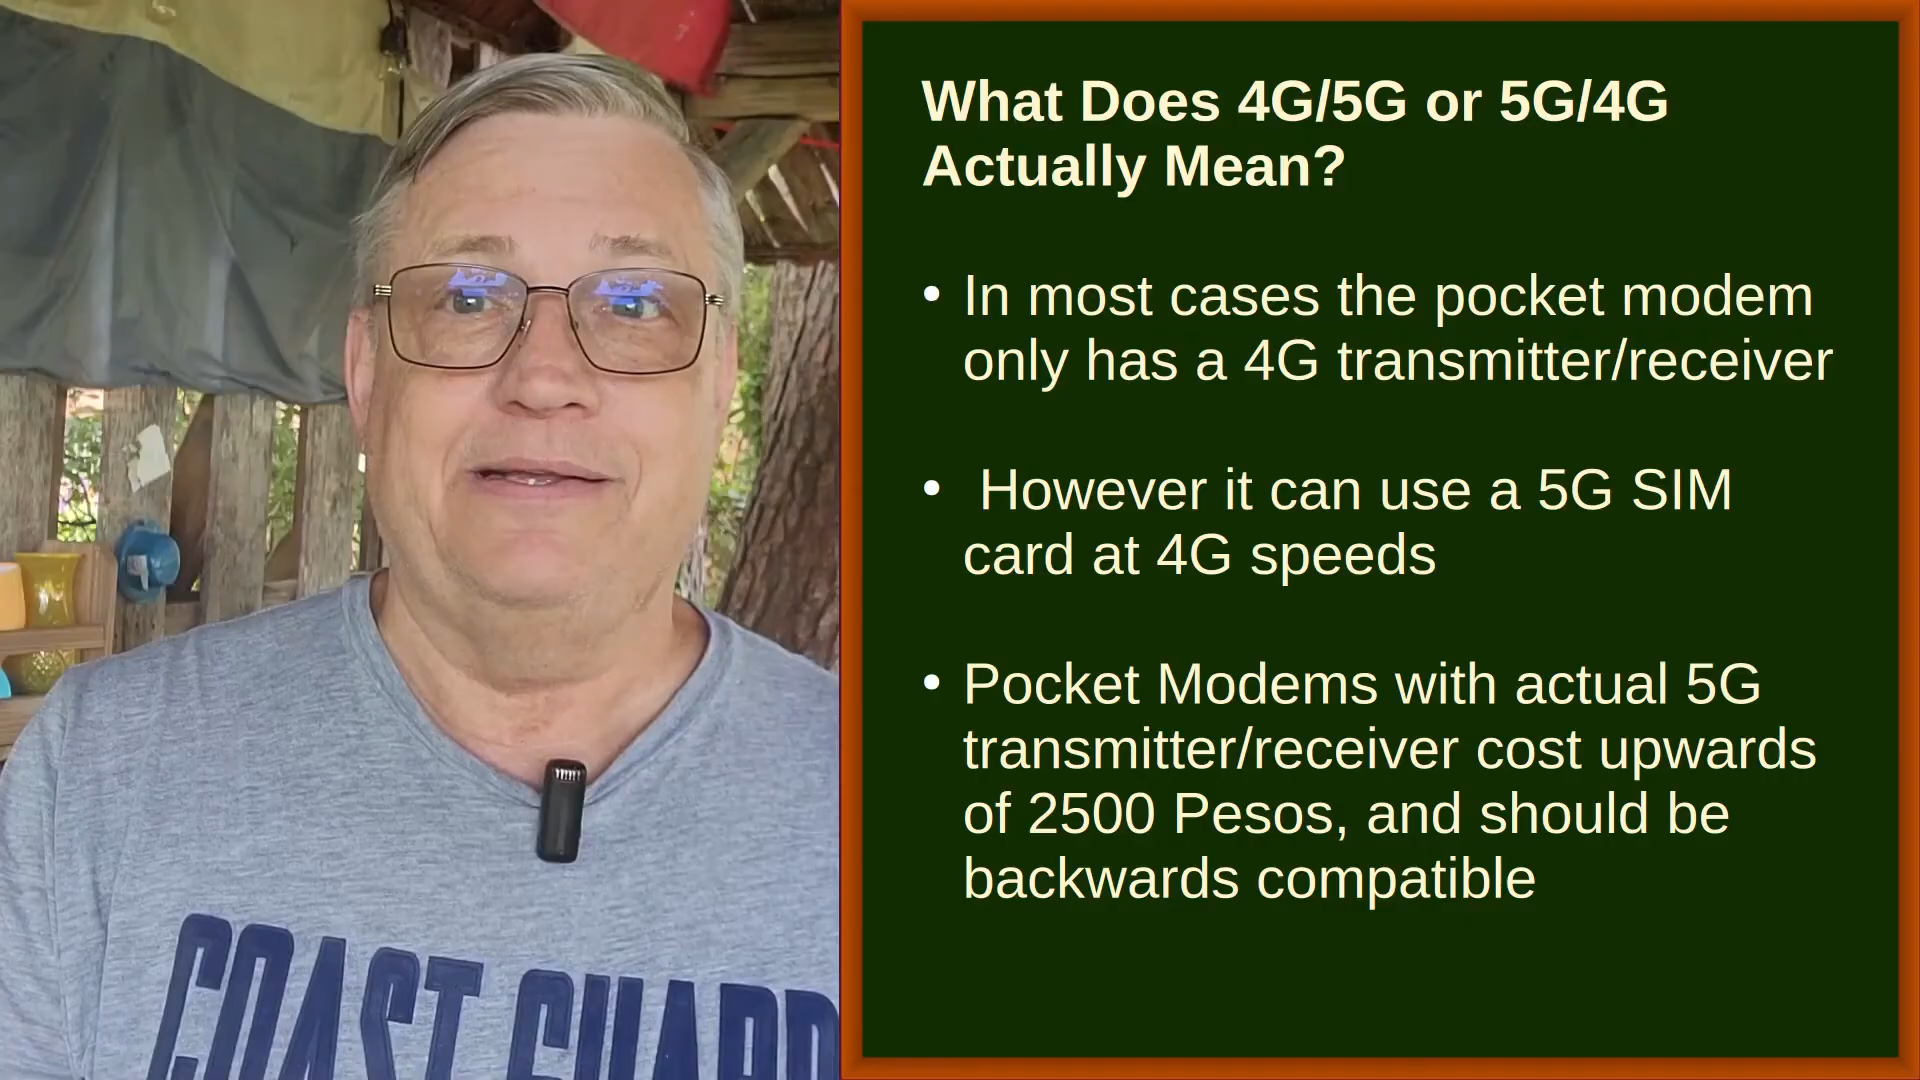 What Does 4G/5G or 5G/4G
Actually Mean?
• In most cases the pocket modem
only has a 4G transmitter/receiver
• However it can use a 5G SIM
card at 4G speeds
• Pocket Modems with actual 5G
transmitter/receiver cost upwards
of 2500 Pesos, and should be
backwards compatible
COAST GUARD